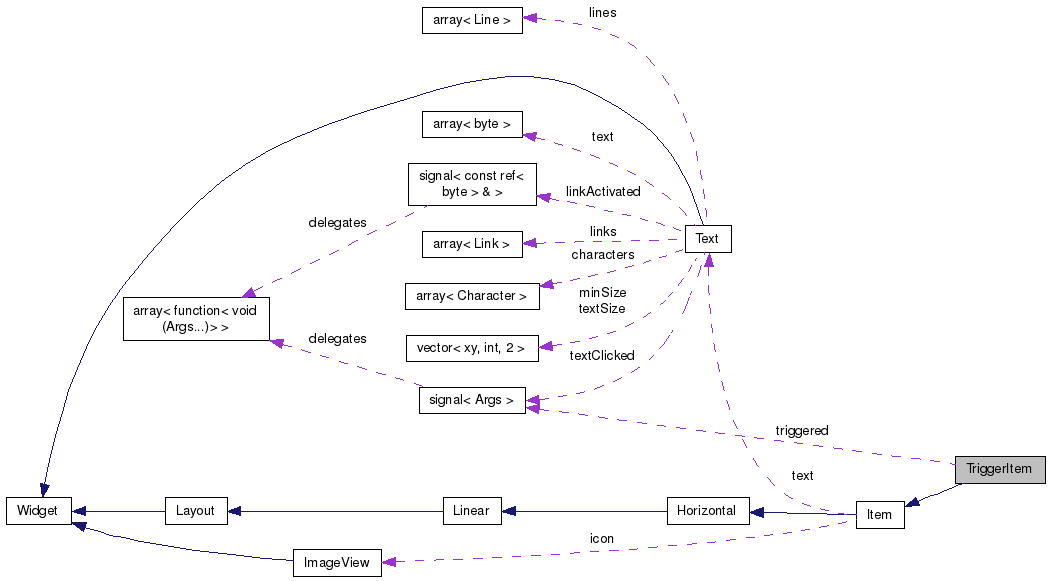 lines
array< Line >
array< byte >
text
signal< const ref<
byte > & >
linkActivated
delegates
links
array< Link >
Text
characters
array< Character >
minSize
textSize
array< function< void
(Args...)> >
delegates
vector< xy, int, 2 >
textClicked
signal< Args >
triggered
TriggerItem
text
Widget
Layout
Linear
Horizontal
Item
icon
ImageView